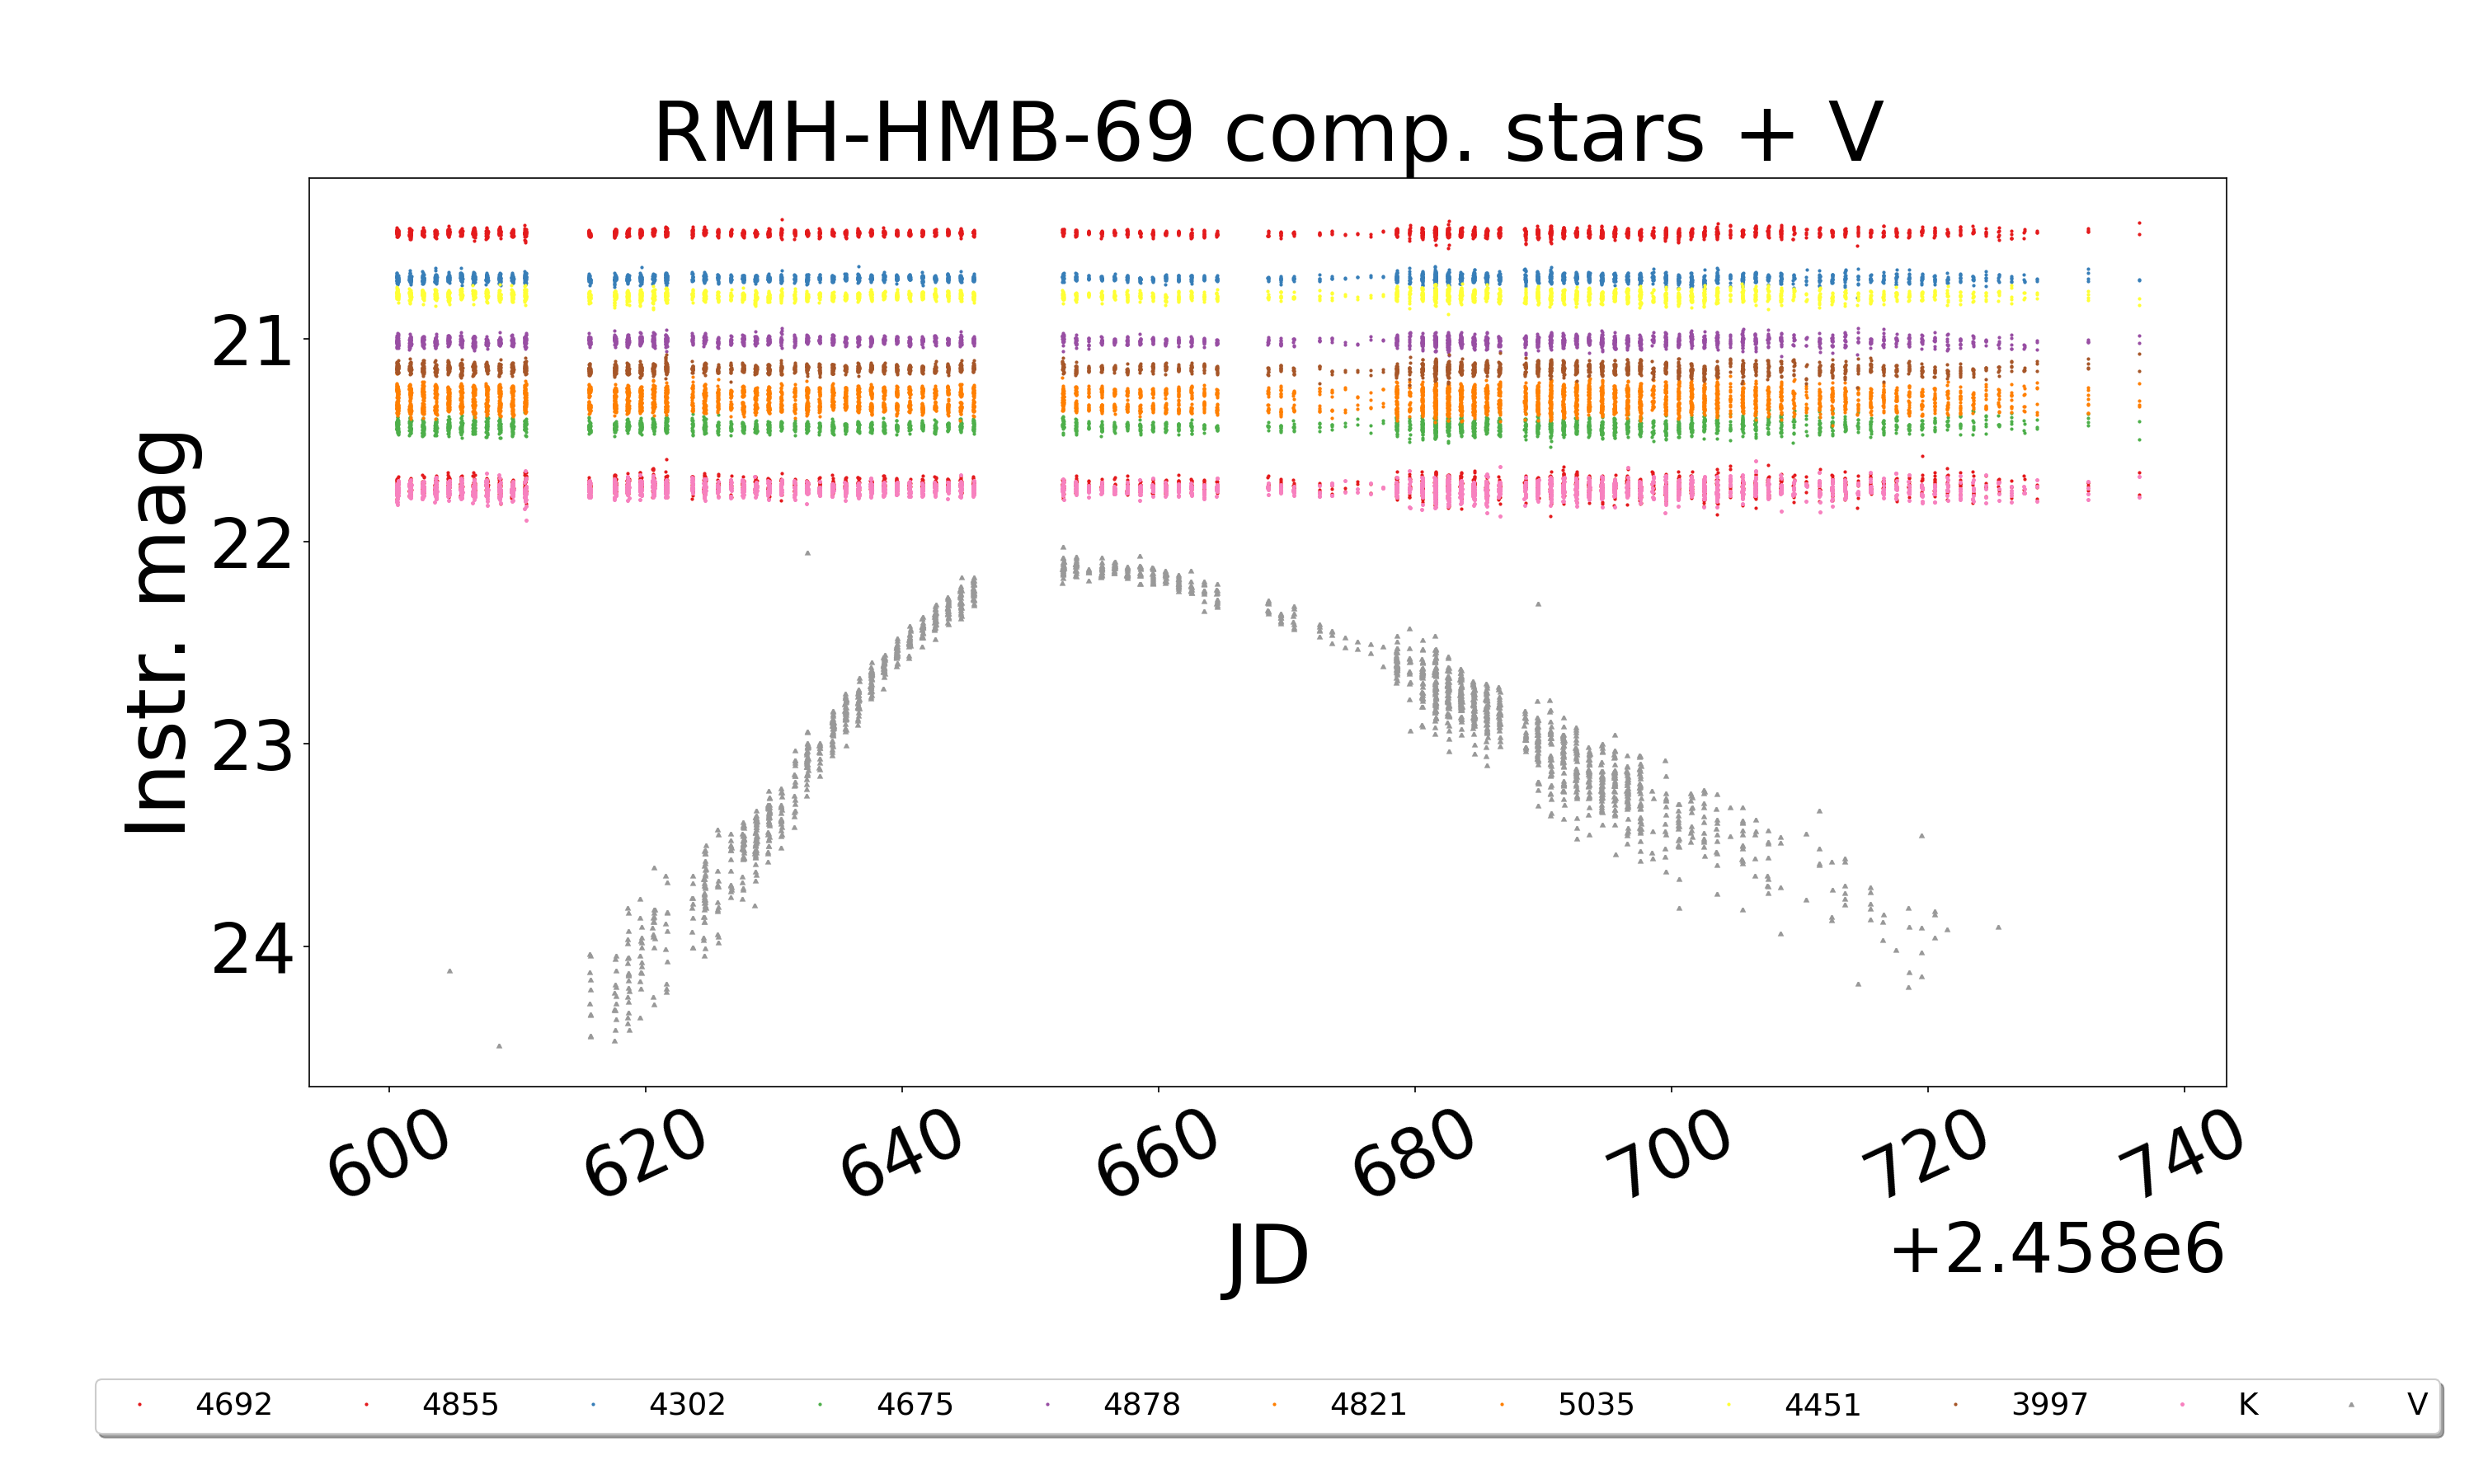 RMH-HMB-69 comp. stars + V
Instr. mag
21
22
23
24
600 620 640 660 680 700 720 740
JD
+2.458e6
4692 4855 4302 4675 4878 4821 5035 4451 3997 K V